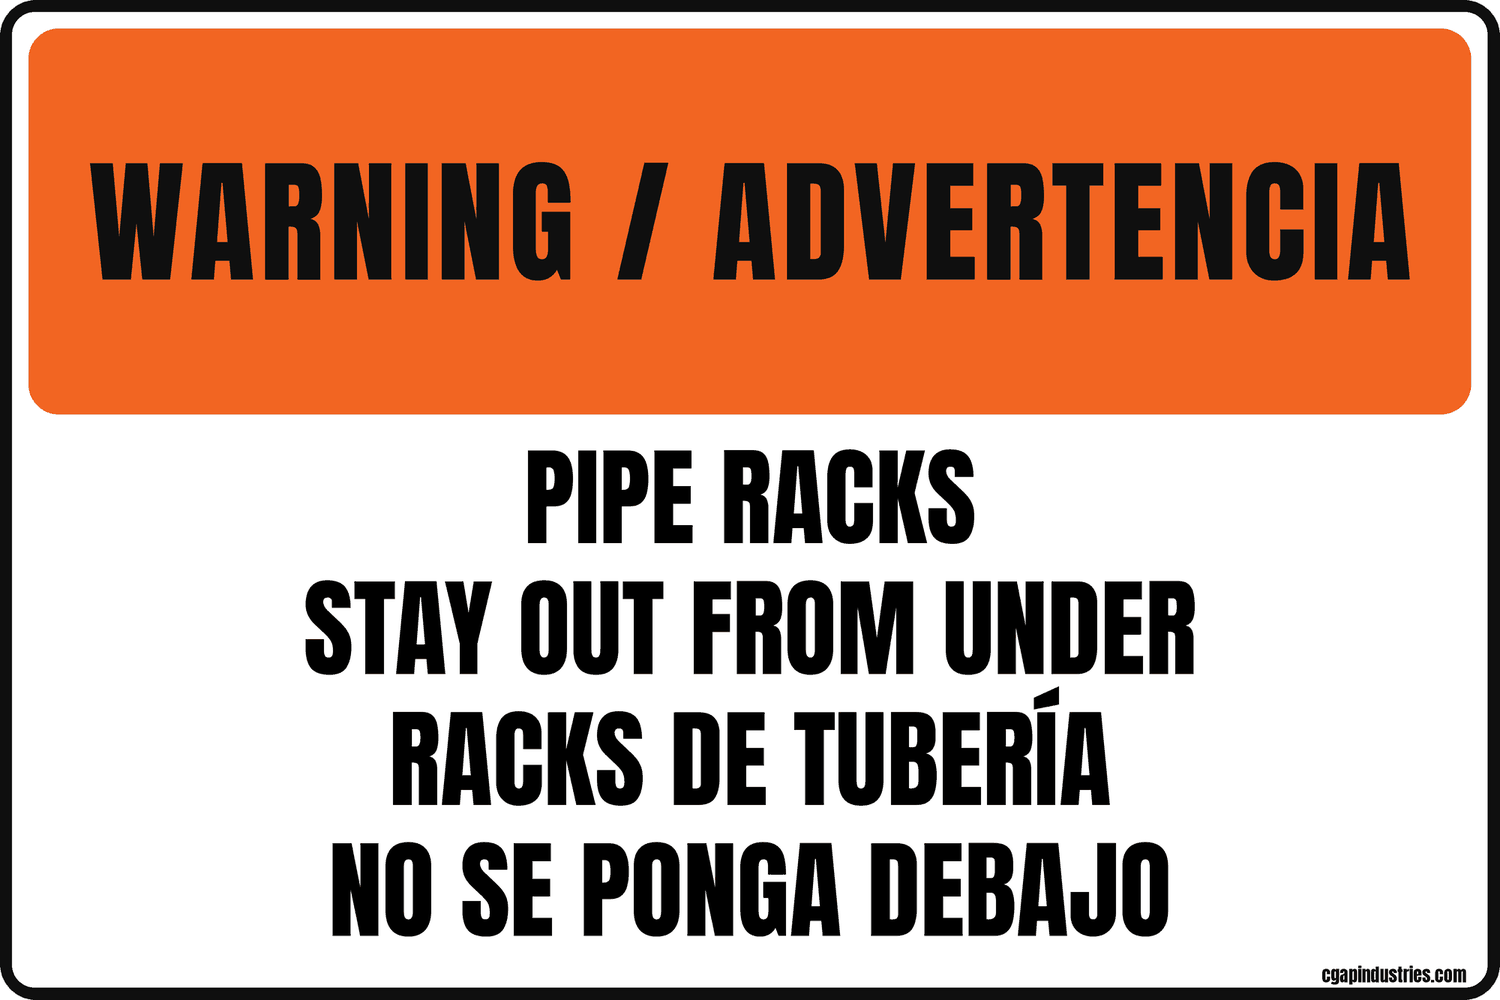 WARNING / ADVERTENCIA
PIPE RACKS
STAY OUT FROM UNDER
RACKS DE TUBERÍA
NO SE PONGA DEBAJO
cgapindustries.com